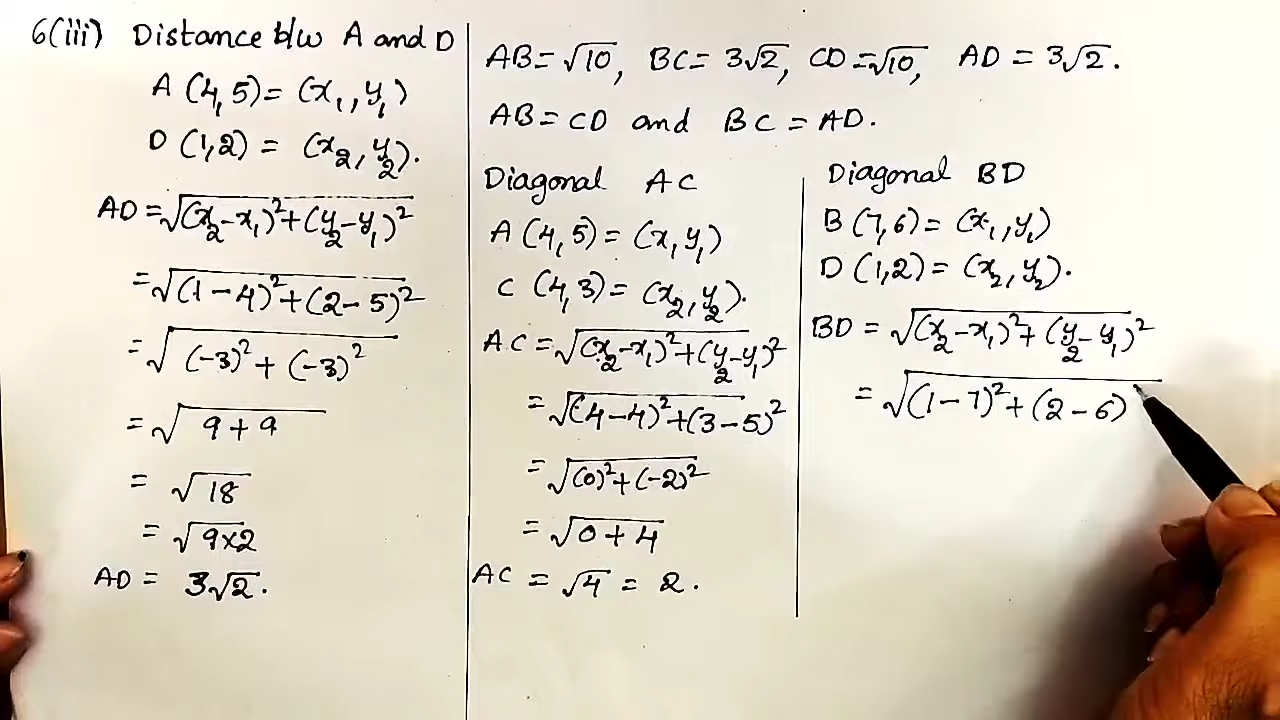 6(iii) Distance b/w A and D
A (4,5) = (x₁, y₁)
D (1,2) = (x₂, y₂).
AD = √((x₂-x₁)²+(y₂-y₁)²)
= √((1-4)²+(2-5)²)
= √((-3)²+(-3)²)
= √(9+9)
= √18
= √(9×2)
AD = 3√2.
AB = √10, BC = 3√2, CD = √10, AD = 3√2.
AB = CD and BC = AD.
Diagonal AC
A (4,5) = (x, y₁)
C (4,3) = (x₂, y₂).
AC = √((x₂-x₁)²+(y₂-y₁)²)
= √((4-4)²+(3-5)²)
= √((0)²+(-2)²)
= √(0+4)
AC = √4 = 2.
Diagonal BD
B (7,6) = (x₁, y₁)
D (1,2) = (x₂, y₂).
BD = √((x₂-x₁)²+(y₂-y₁)²)
= √((1-7)²+(2-6)